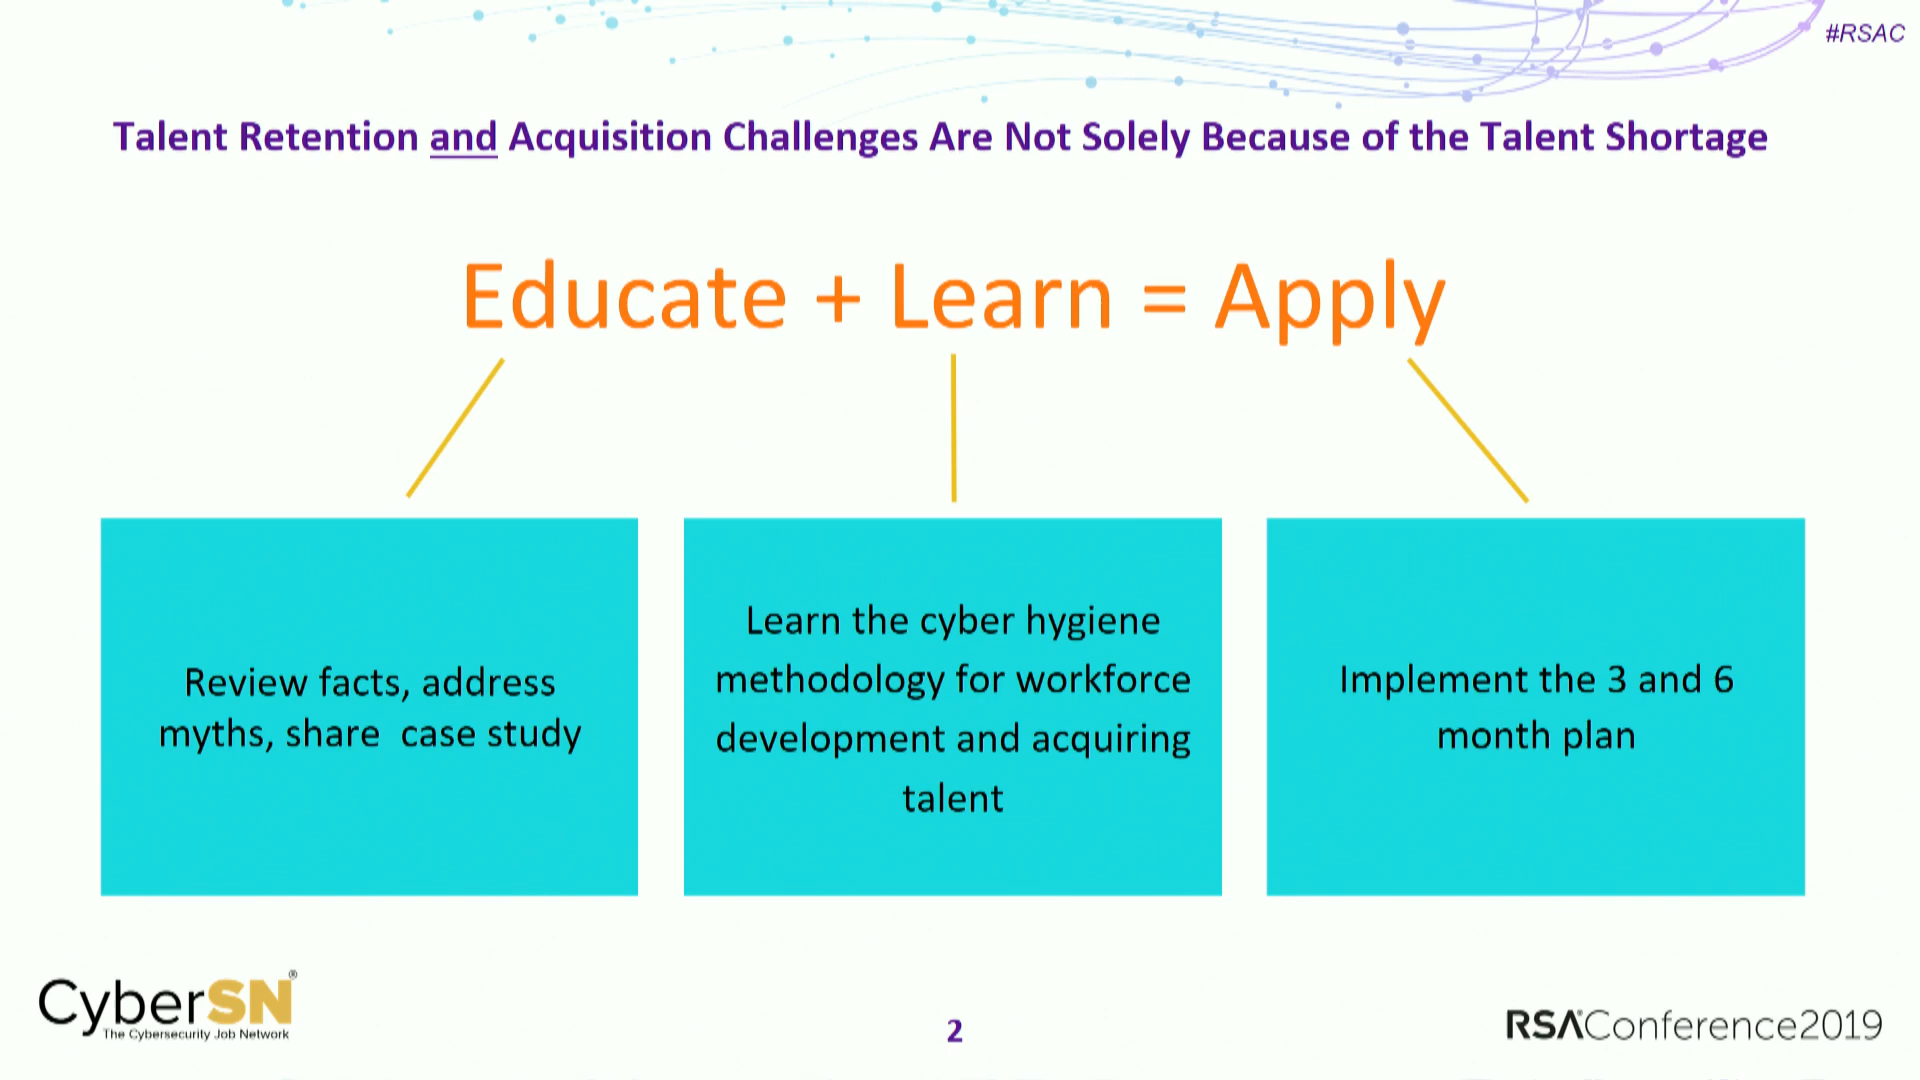 #RSAC
Talent Retention and Acquisition Challenges Are Not Solely Because of the Talent Shortage
Educate + Learn = Apply
Review facts, address
myths, share  case study
Learn the cyber hygiene
methodology for workforce
development and acquiring
talent
Implement the 3 and 6
month plan
CyberSN®
The Cybersecurity Job Network
2
RSAConference2019